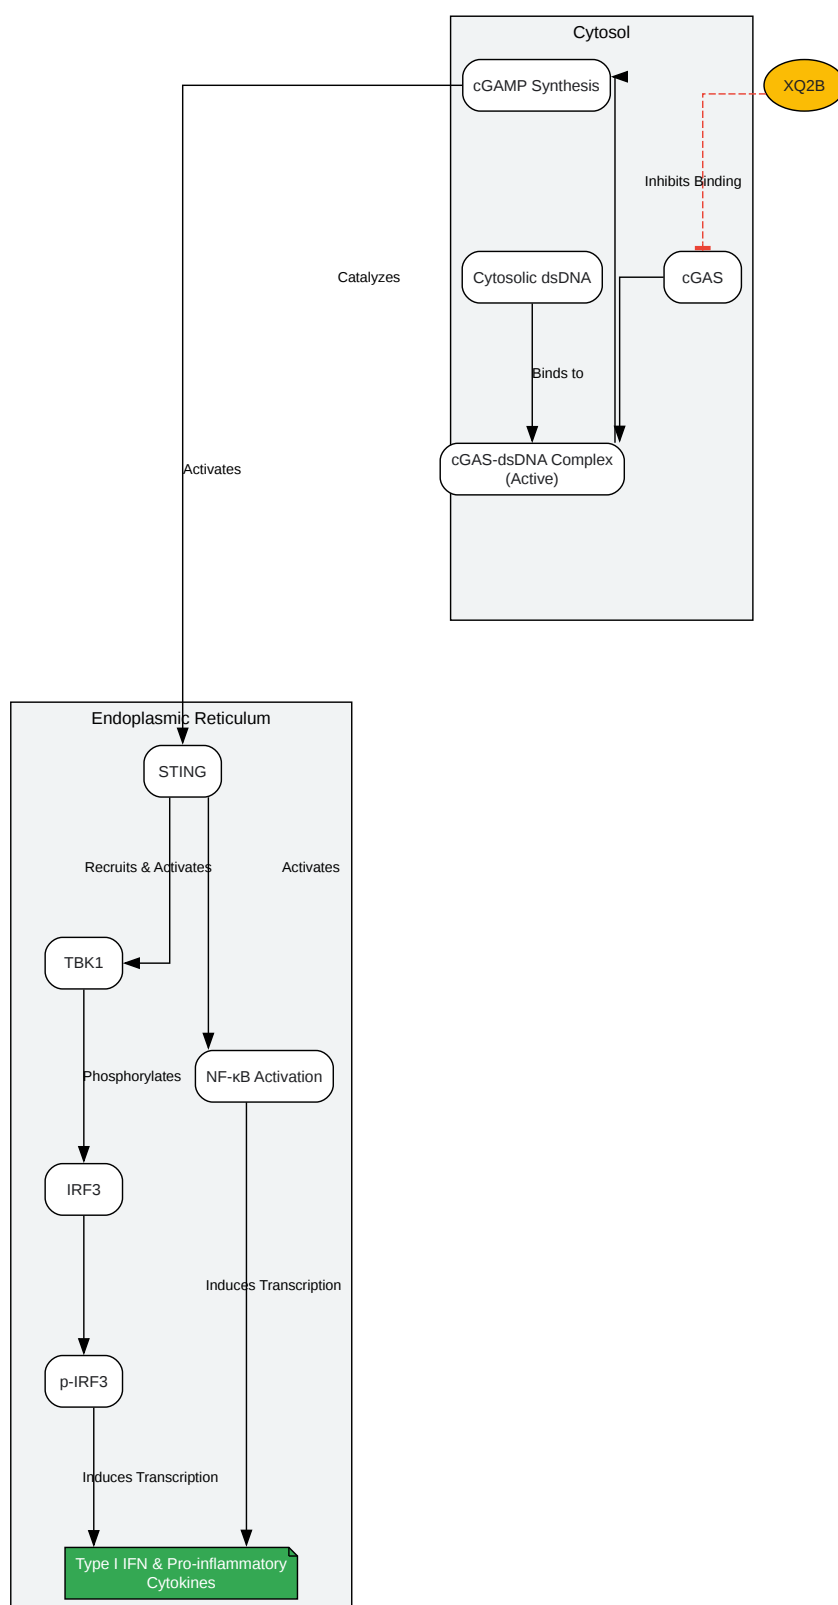 Cytosol
cGAMP Synthesis
XQ2B
Inhibits Binding
Catalyzes
Cytosolic dsDNA
cGAS
Binds to
cGAS-dsDNA Complex
(Active)
Activates
Endoplasmic Reticulum
STING
Recruits & Activates
Activates
TBK1
Phosphorylates
NF-κB Activation
IRF3
Induces Transcription
p-IRF3
Induces Transcription
Type I IFN & Pro-inflammatory
Cytokines